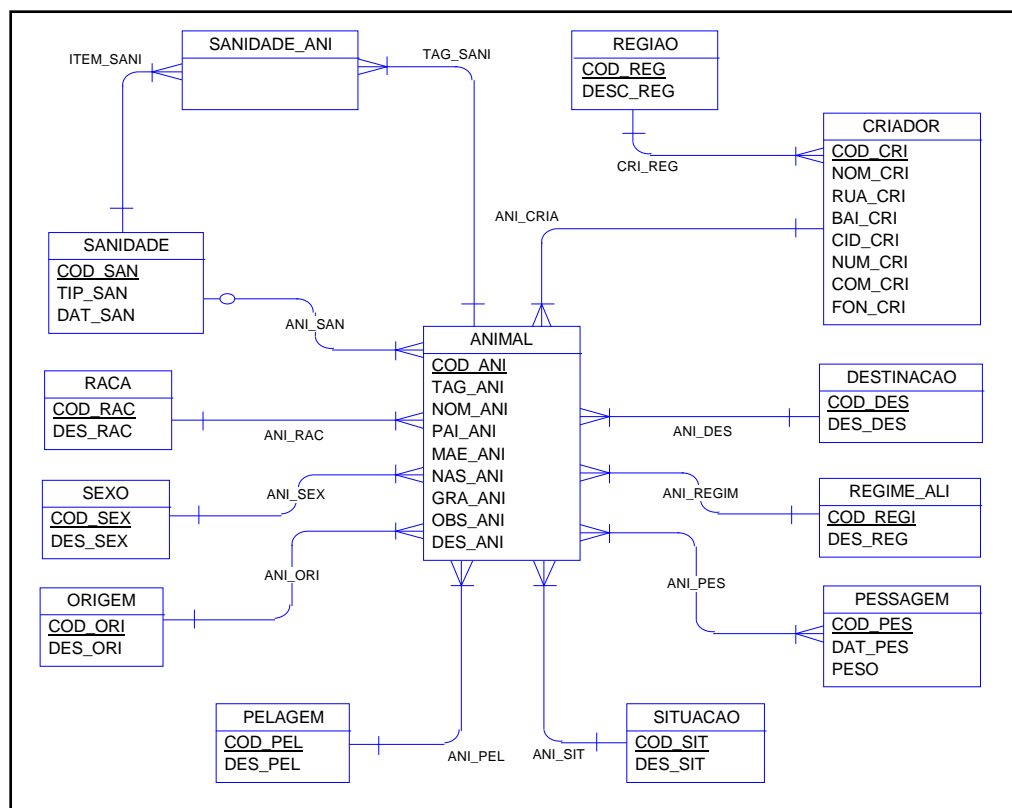 SANIDADE_ANI
ITEM_SANI
TAG_SANI
REGIAO
COD_REG
DESC_REG
CRI_REG
CRIADOR
COD_CRI
NOM_CRI
RUA_CRI
BAI_CRI
CID_CRI
NUM_CRI
COM_CRI
FON_CRI
ANI_CRIA
SANIDADE
COD_SAN
TIP_SAN
DAT_SAN
ANI_SAN
ANIMAL
COD_ANI
TAG_ANI
NOM_ANI
PAI_ANI
MAE_ANI
NAS_ANI
GRA_ANI
OBS_ANI
DES_ANI
RACA
COD_RAC
DES_RAC
ANI_RAC
DESTINACAO
COD_DES
DES_DES
ANI_DES
SEXO
COD_SEX
DES_SEX
ANI_SEX
REGIME_ALI
COD_REGI
DES_REG
ANI_REGIM
ORIGEM
COD_ORI
DES_ORI
ANI_ORI
PESSAGEM
COD_PES
DAT_PES
PESO
ANI_PES
PELAGEM
COD_PEL
DES_PEL
ANI_PEL
SITUACAO
COD_SIT
DES_SIT
ANI_SIT